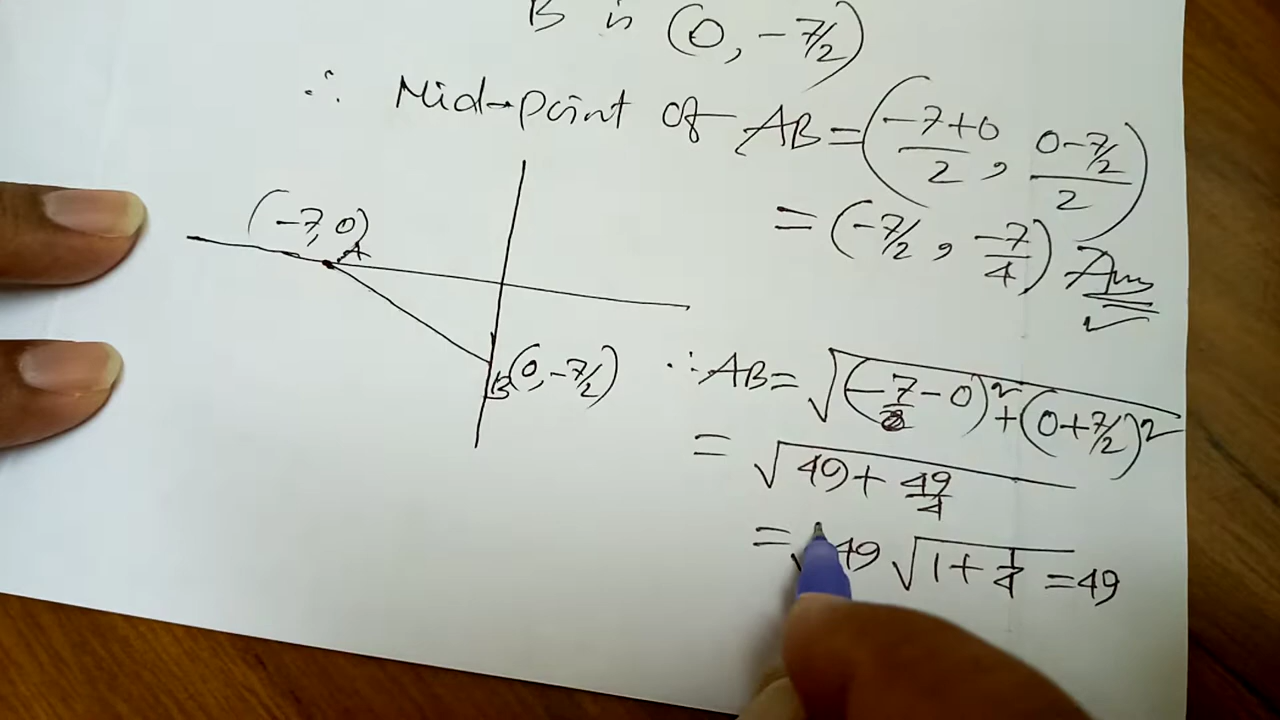 B is (0, -7/2)
∴ Mid-point of AB = (-7+0/2, 0-7/2/2)
= (-7/2, -7/4) Ans
(-7, 0)
A
B(0, -7/2)
∴ AB = √(-7-0)²+(0+7/2)²
= √49+49/4
= √49 √1+1/4 = 49